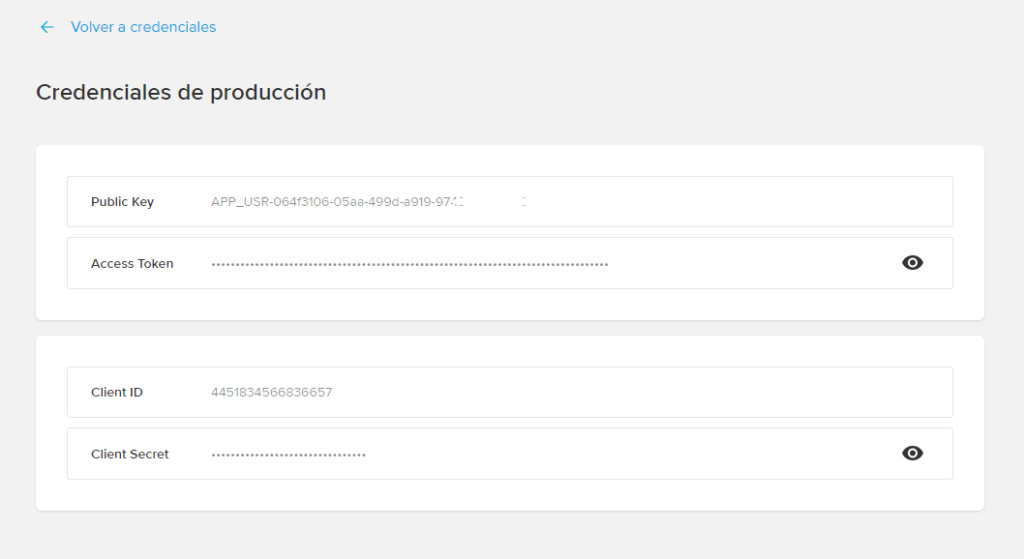 Volver a credenciales
Credenciales de producción
Public Key APP_USR-064f3106-05aa-499d-a919-97-
Access Token ••••••••••••••••••••••••••••••••••••••••••••••••••••••••••••••••••••••••••
Client ID 4451834566836657
Client Secret ••••••••••••••••••••••••••••••••